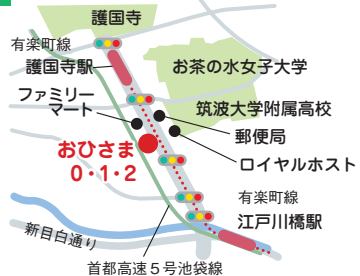 護国寺
有楽町線
護国寺駅
お茶の水女子大学
ファミリー
マート
筑波大学附属高校
郵便局
おひさま
0・1・2
ロイヤルホスト
有楽町線
江戸川橋駅
新目白通り
首都高速5号池袋線